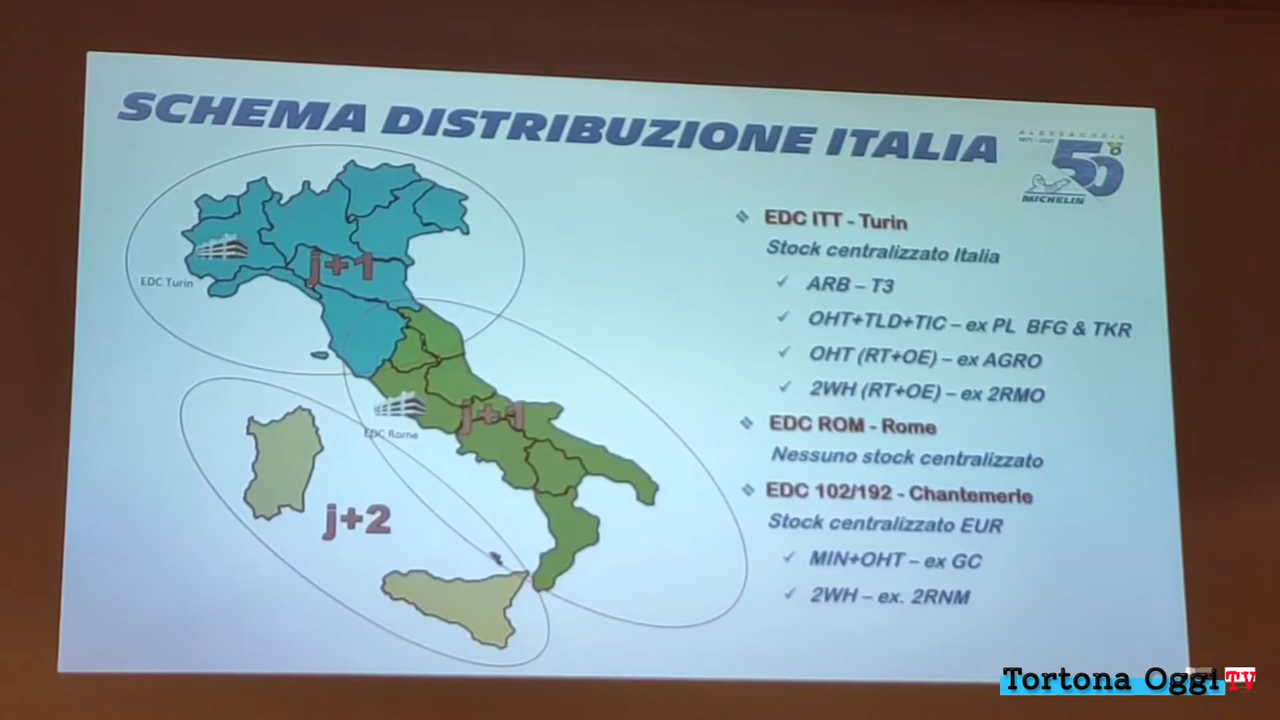 SCHEMA DISTRIBUZIONE ITALIA
ALESSANDRIA
50°
MICHELIN
EDC ITT - Turin
Stock centralizzato Italia
ARB – T3
OHT+TLD+TIC – ex PL BFG & TKR
OHT (RT+OE) – ex AGRO
2WH (RT+OE) – ex 2RMO
EDC ROM - Rome
Nessuno stock centralizzato
EDC 102/192 - Chantemerle
Stock centralizzato EUR
MIN+OHT – ex GC
2WH – ex. 2RNM
j+1
EDC Turin
j+1
EDC Rome
j+2
Tortona Oggi TV